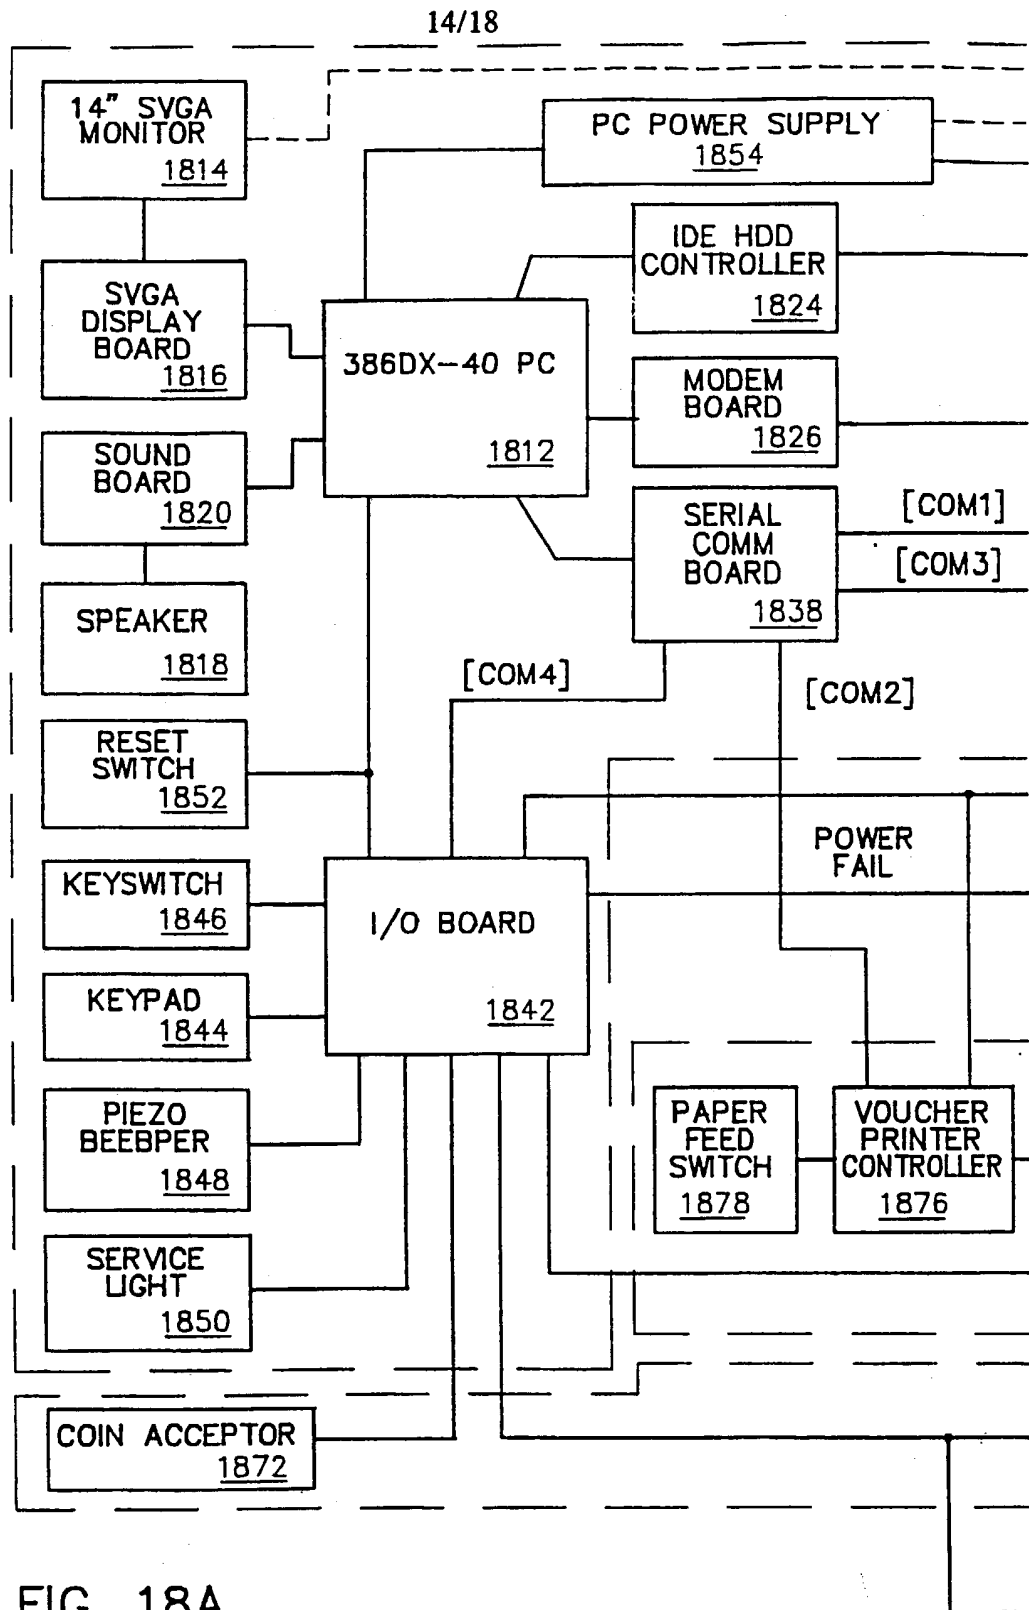 14/18
14" SVGA
MONITOR
1814
PC POWER SUPPLY
1854
IDE HDD
CONTROLLER
1824
SVGA
DISPLAY
BOARD
1816
386DX-40 PC
1812
MODEM
BOARD
1826
SOUND
BOARD
1820
SERIAL
COMM
BOARD
1838
[COM1]
[COM3]
SPEAKER
1818
[COM4]
[COM2]
RESET
SWITCH
1852
POWER
FAIL
KEYSWITCH
1846
I/O BOARD
1842
KEYPAD
1844
PIEZO
BEEBPER
1848
PAPER
FEED
SWITCH
1878
VOUCHER
PRINTER
CONTROLLER
1876
SERVICE
LIGHT
1850
COIN ACCEPTOR
1872
FIG. 18A